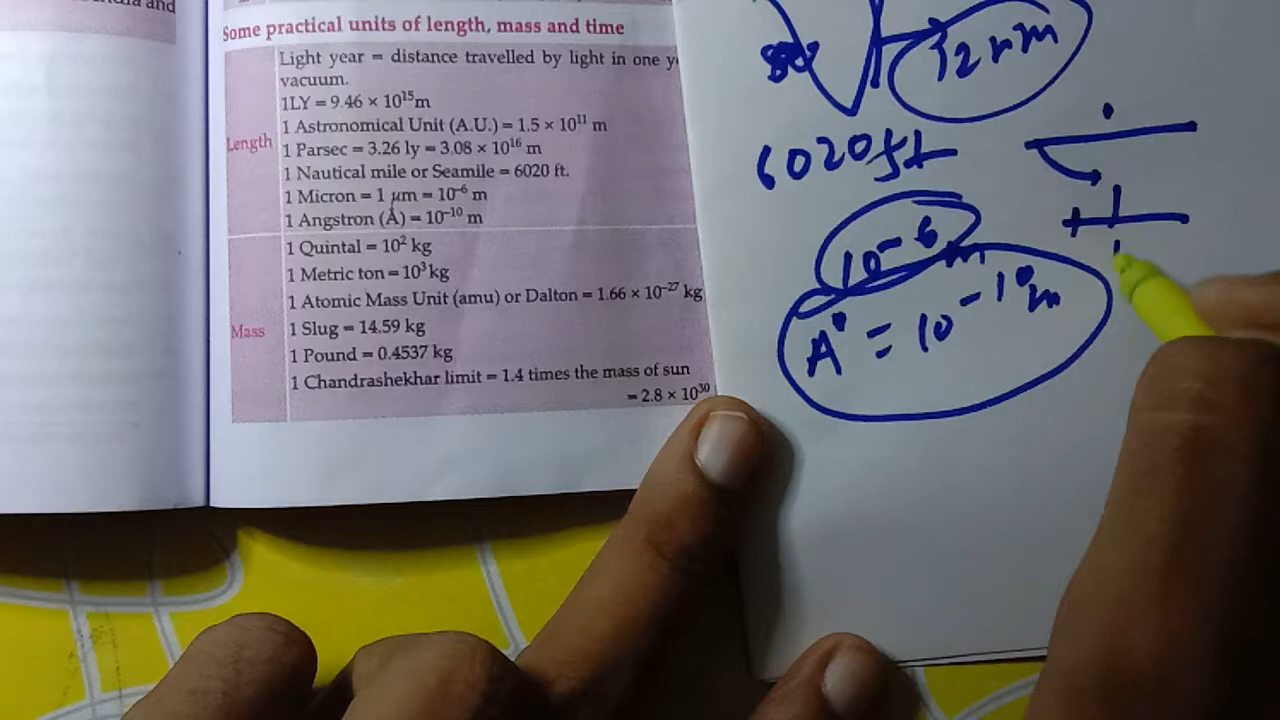 and
Some practical units of length, mass and time
Light year = distance travelled by light in one
vacuum.
1LY = 9.46 × 10¹⁵m
1 Astronomical Unit (A.U.) = 1.5 × 10¹¹ m
Length
1 Parsec = 3.26 ly = 3.08 × 10¹⁶ m
1 Nautical mile or Seamile = 6020 ft.
1 Micron = 1 μm = 10⁻⁶ m
1 Angstron (Å) = 10⁻¹⁰ m
1 Quintal = 10² kg
1 Metric ton = 10³ kg
1 Atomic Mass Unit (amu) or Dalton = 1.66 × 10⁻²⁷ kg
Mass
1 Slug = 14.59 kg
1 Pound = 0.4537 kg
1 Chandrashekhar limit = 1.4 times the mass of sun
= 2.8 × 10³⁰
6020ft
10⁻⁶ m
A° = 10⁻¹⁰m